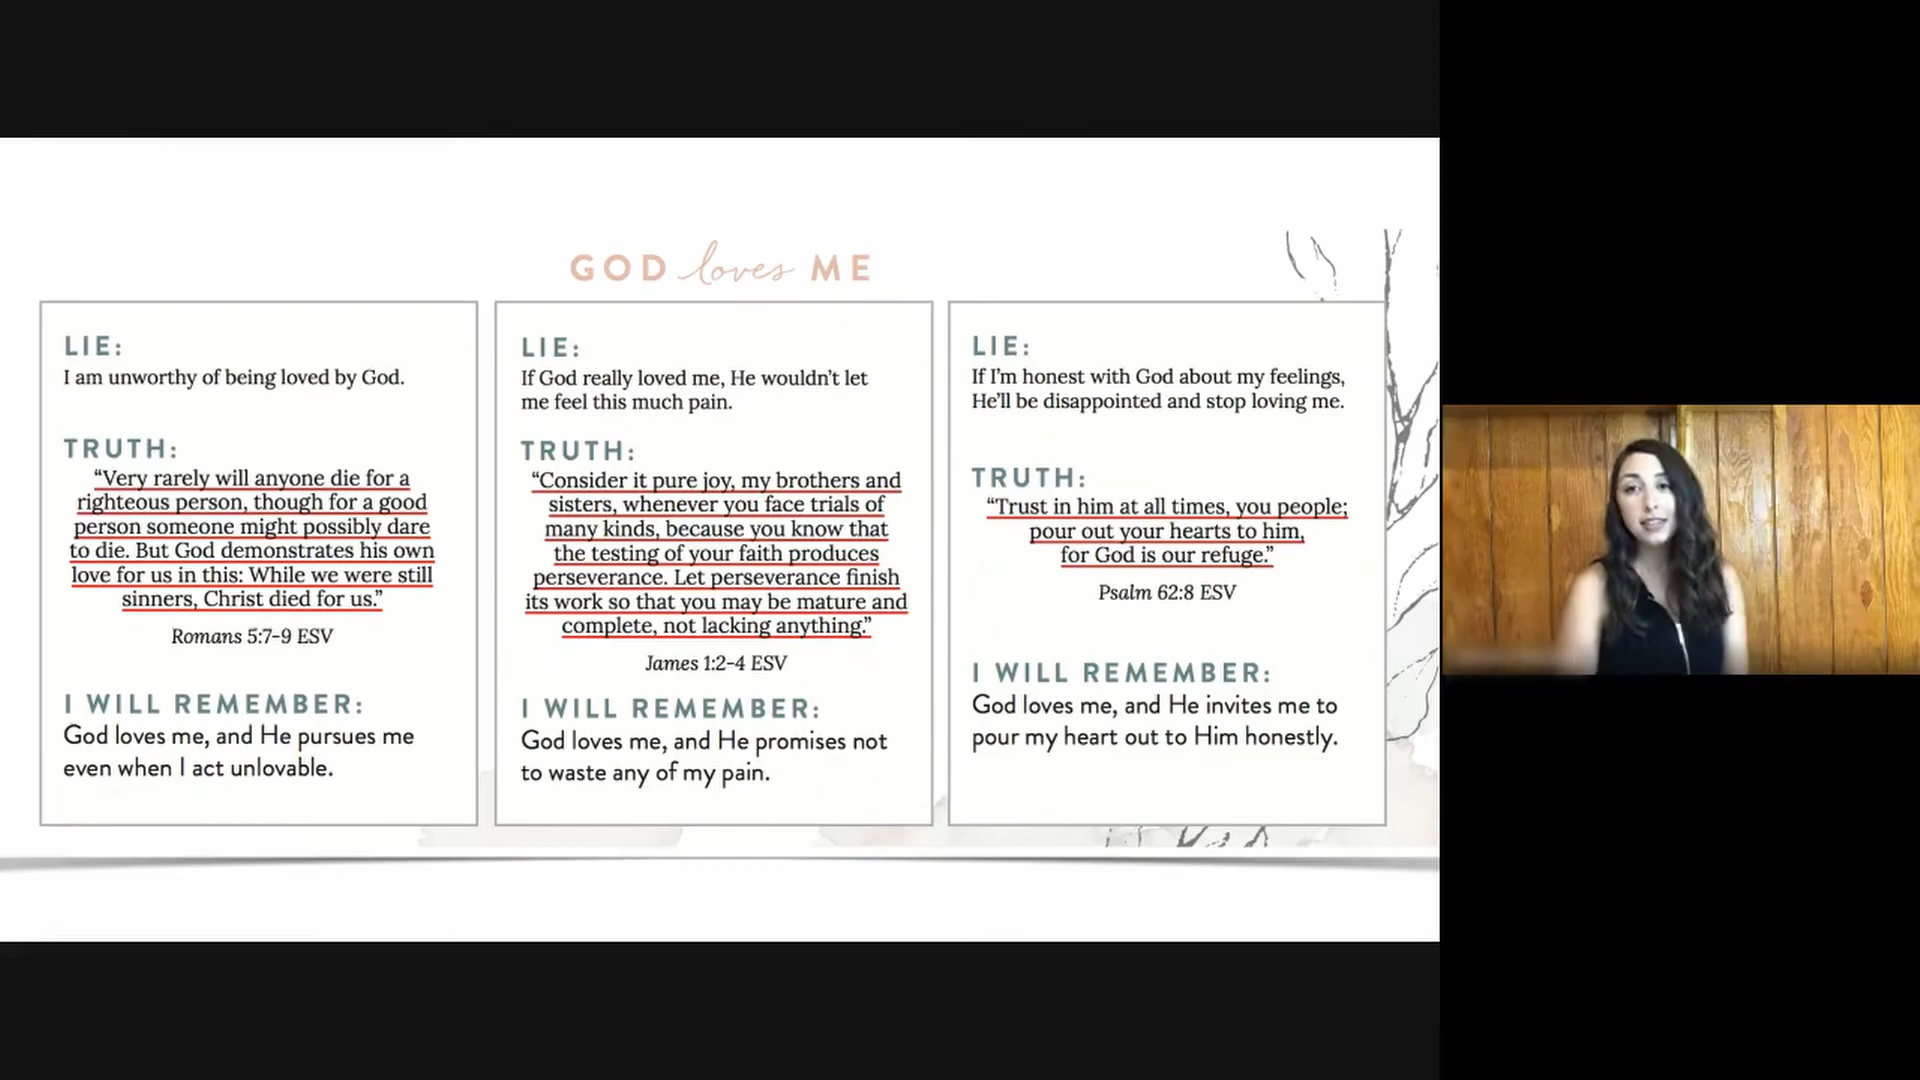 GOD loves ME
LIE:
I am unworthy of being loved by God.
TRUTH:
“Very rarely will anyone die for a
righteous person, though for a good
person someone might possibly dare
to die. But God demonstrates his own
love for us in this: While we were still
sinners, Christ died for us.”
Romans 5:7-9 ESV
I WILL REMEMBER:
God loves me, and He pursues me
even when I act unlovable.
LIE:
If God really loved me, He wouldn’t let
me feel this much pain.
TRUTH:
“Consider it pure joy, my brothers and
sisters, whenever you face trials of
many kinds, because you know that
the testing of your faith produces
perseverance. Let perseverance finish
its work so that you may be mature and
complete, not lacking anything.”
James 1:2-4 ESV
I WILL REMEMBER:
God loves me, and He promises not
to waste any of my pain.
LIE:
If I’m honest with God about my feelings,
He’ll be disappointed and stop loving me.
TRUTH:
“Trust in him at all times, you people;
pour out your hearts to him,
for God is our refuge.”
Psalm 62:8 ESV
I WILL REMEMBER:
God loves me, and He invites me to
pour my heart out to Him honestly.